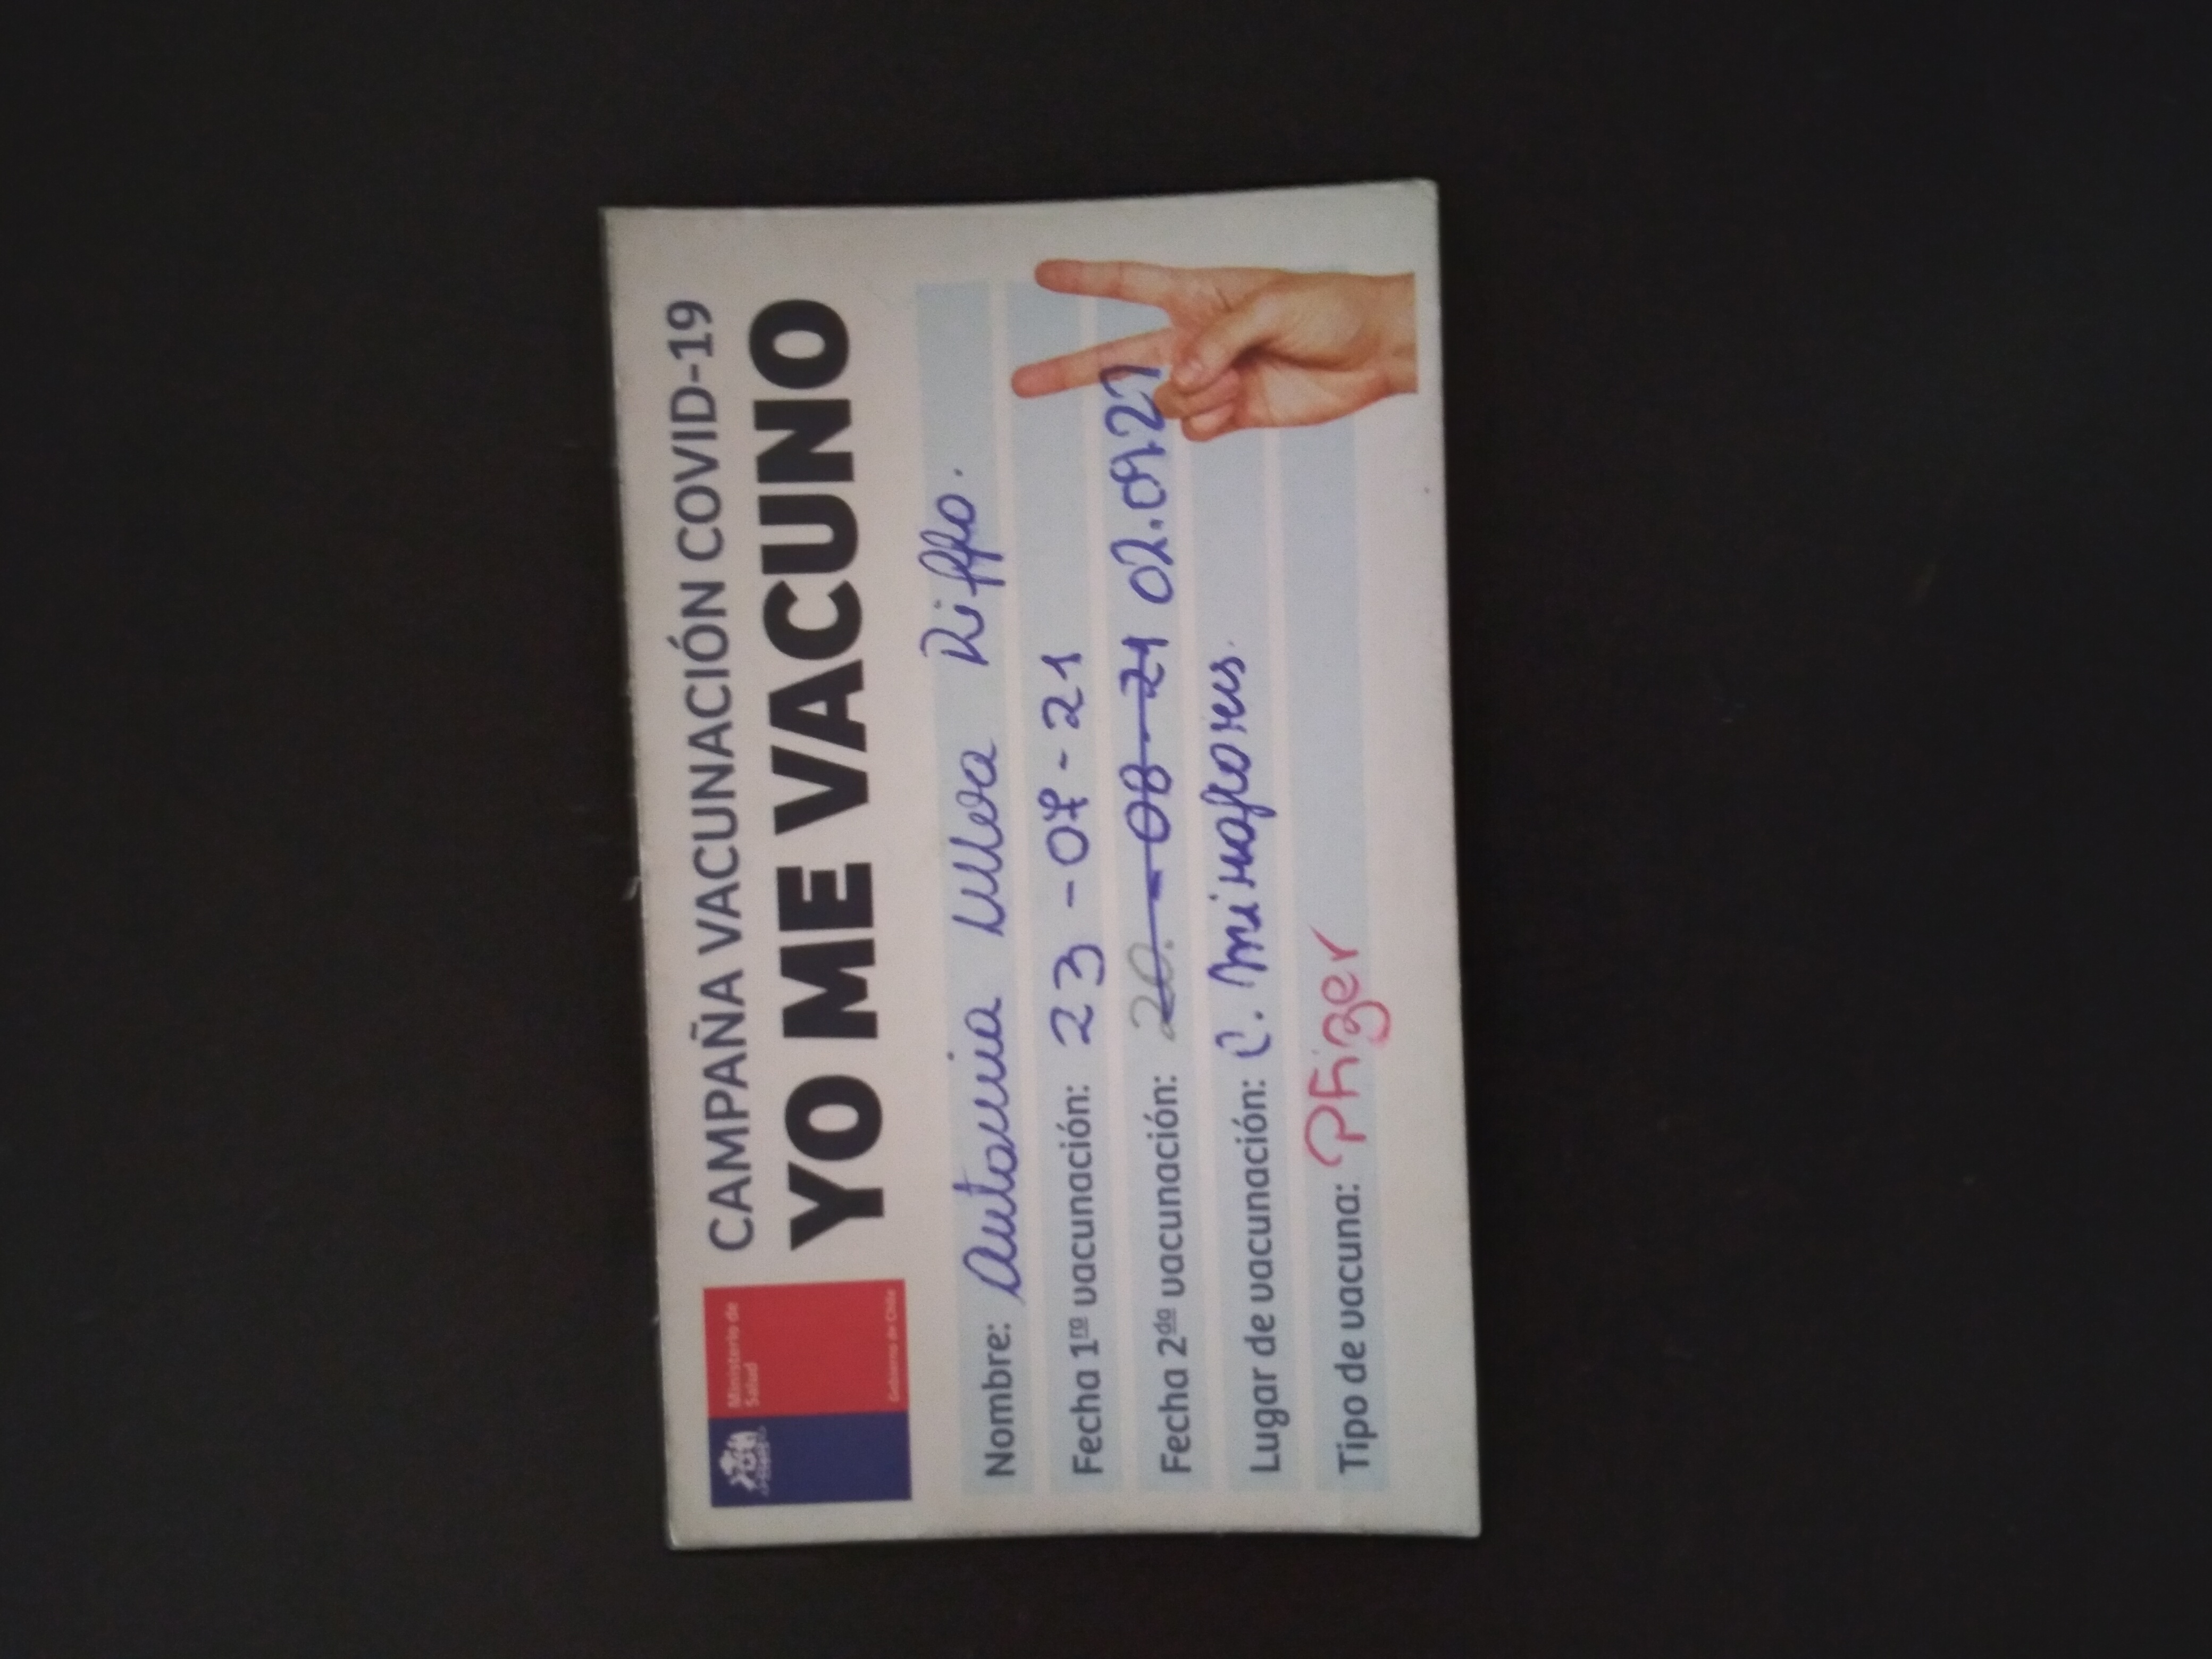 Ministerio de
Salud
Gobierno de Chile
CAMPAÑA VACUNACIÓN COVID-19
YO ME VACUNO
Nombre: Antonia Ulloa Riffo.
Fecha 1ro vacunación: 23-07-21
Fecha 2do vacunación: 20.-08-21 02.09.21
Lugar de vacunación: C. Miraflores.
Tipo de vacuna: Pfizer